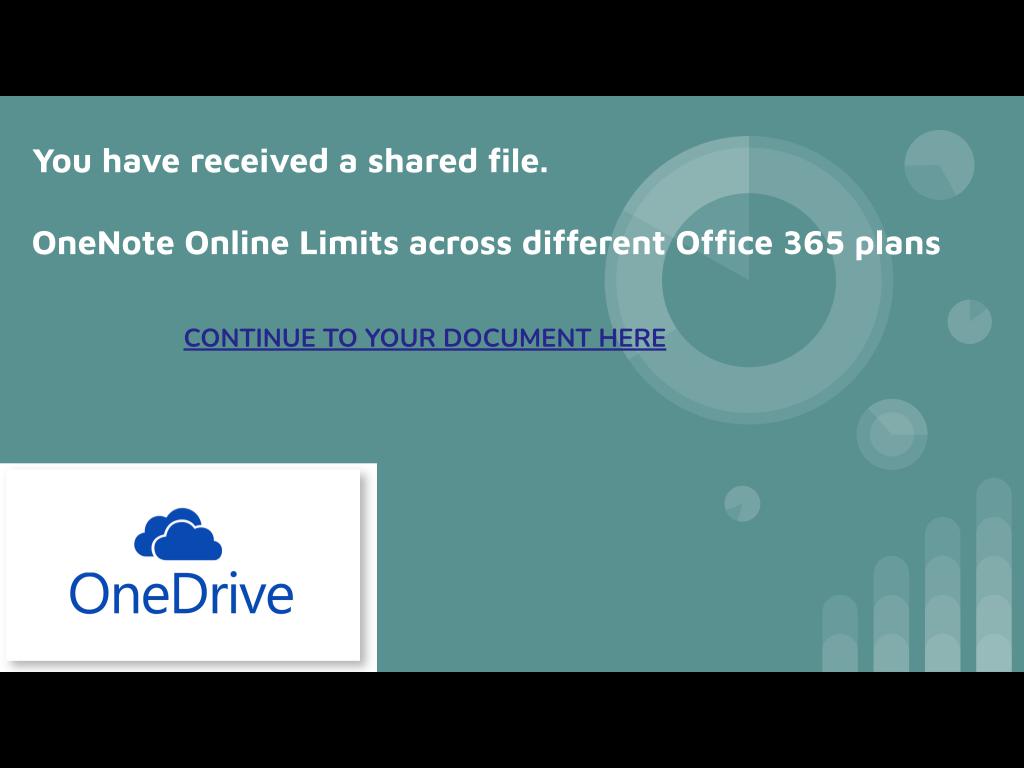 You have received a shared file.
OneNote Online Limits across different Office 365 plans
CONTINUE TO YOUR DOCUMENT HERE
OneDrive